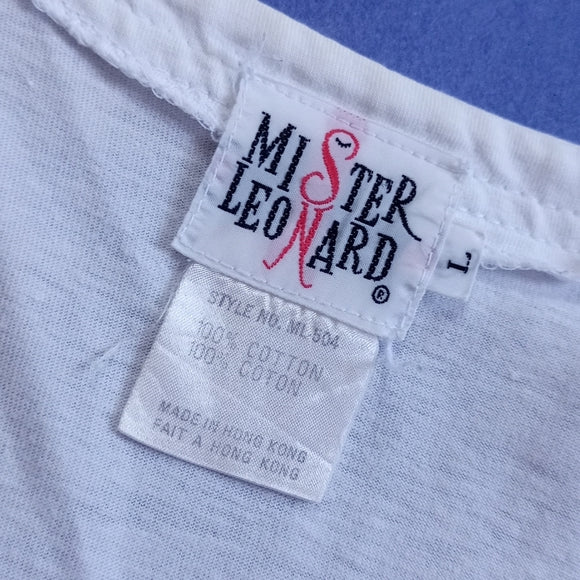 MISTER
LEONARD
®
L
STYLE NO. ML 504
100% COTTON
100% COTON
MADE IN HONG KONG
FAIT A HONG KONG